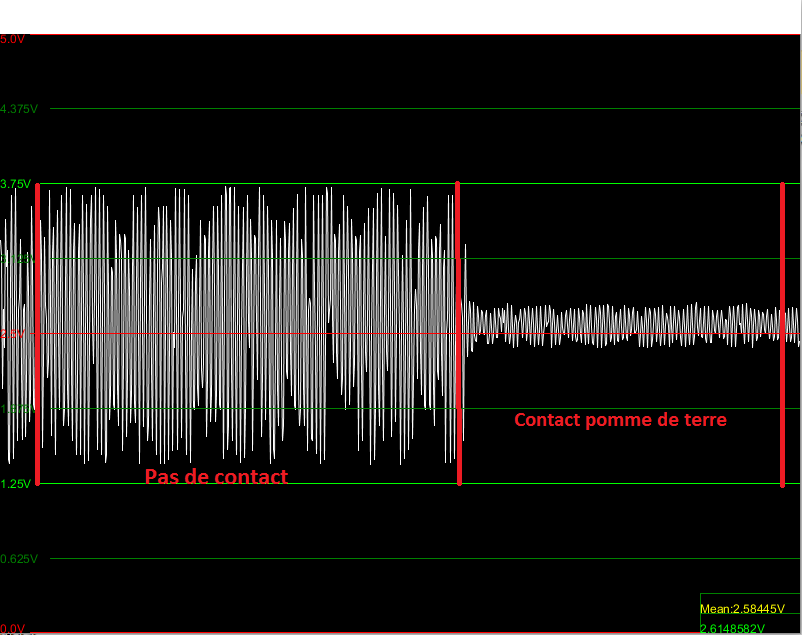 5.0V
4.375V
3.75V
1.25V
0.625V
0.0V
Pas de contact
Contact pomme de terre
Mean:2.58445V
2.6148582V